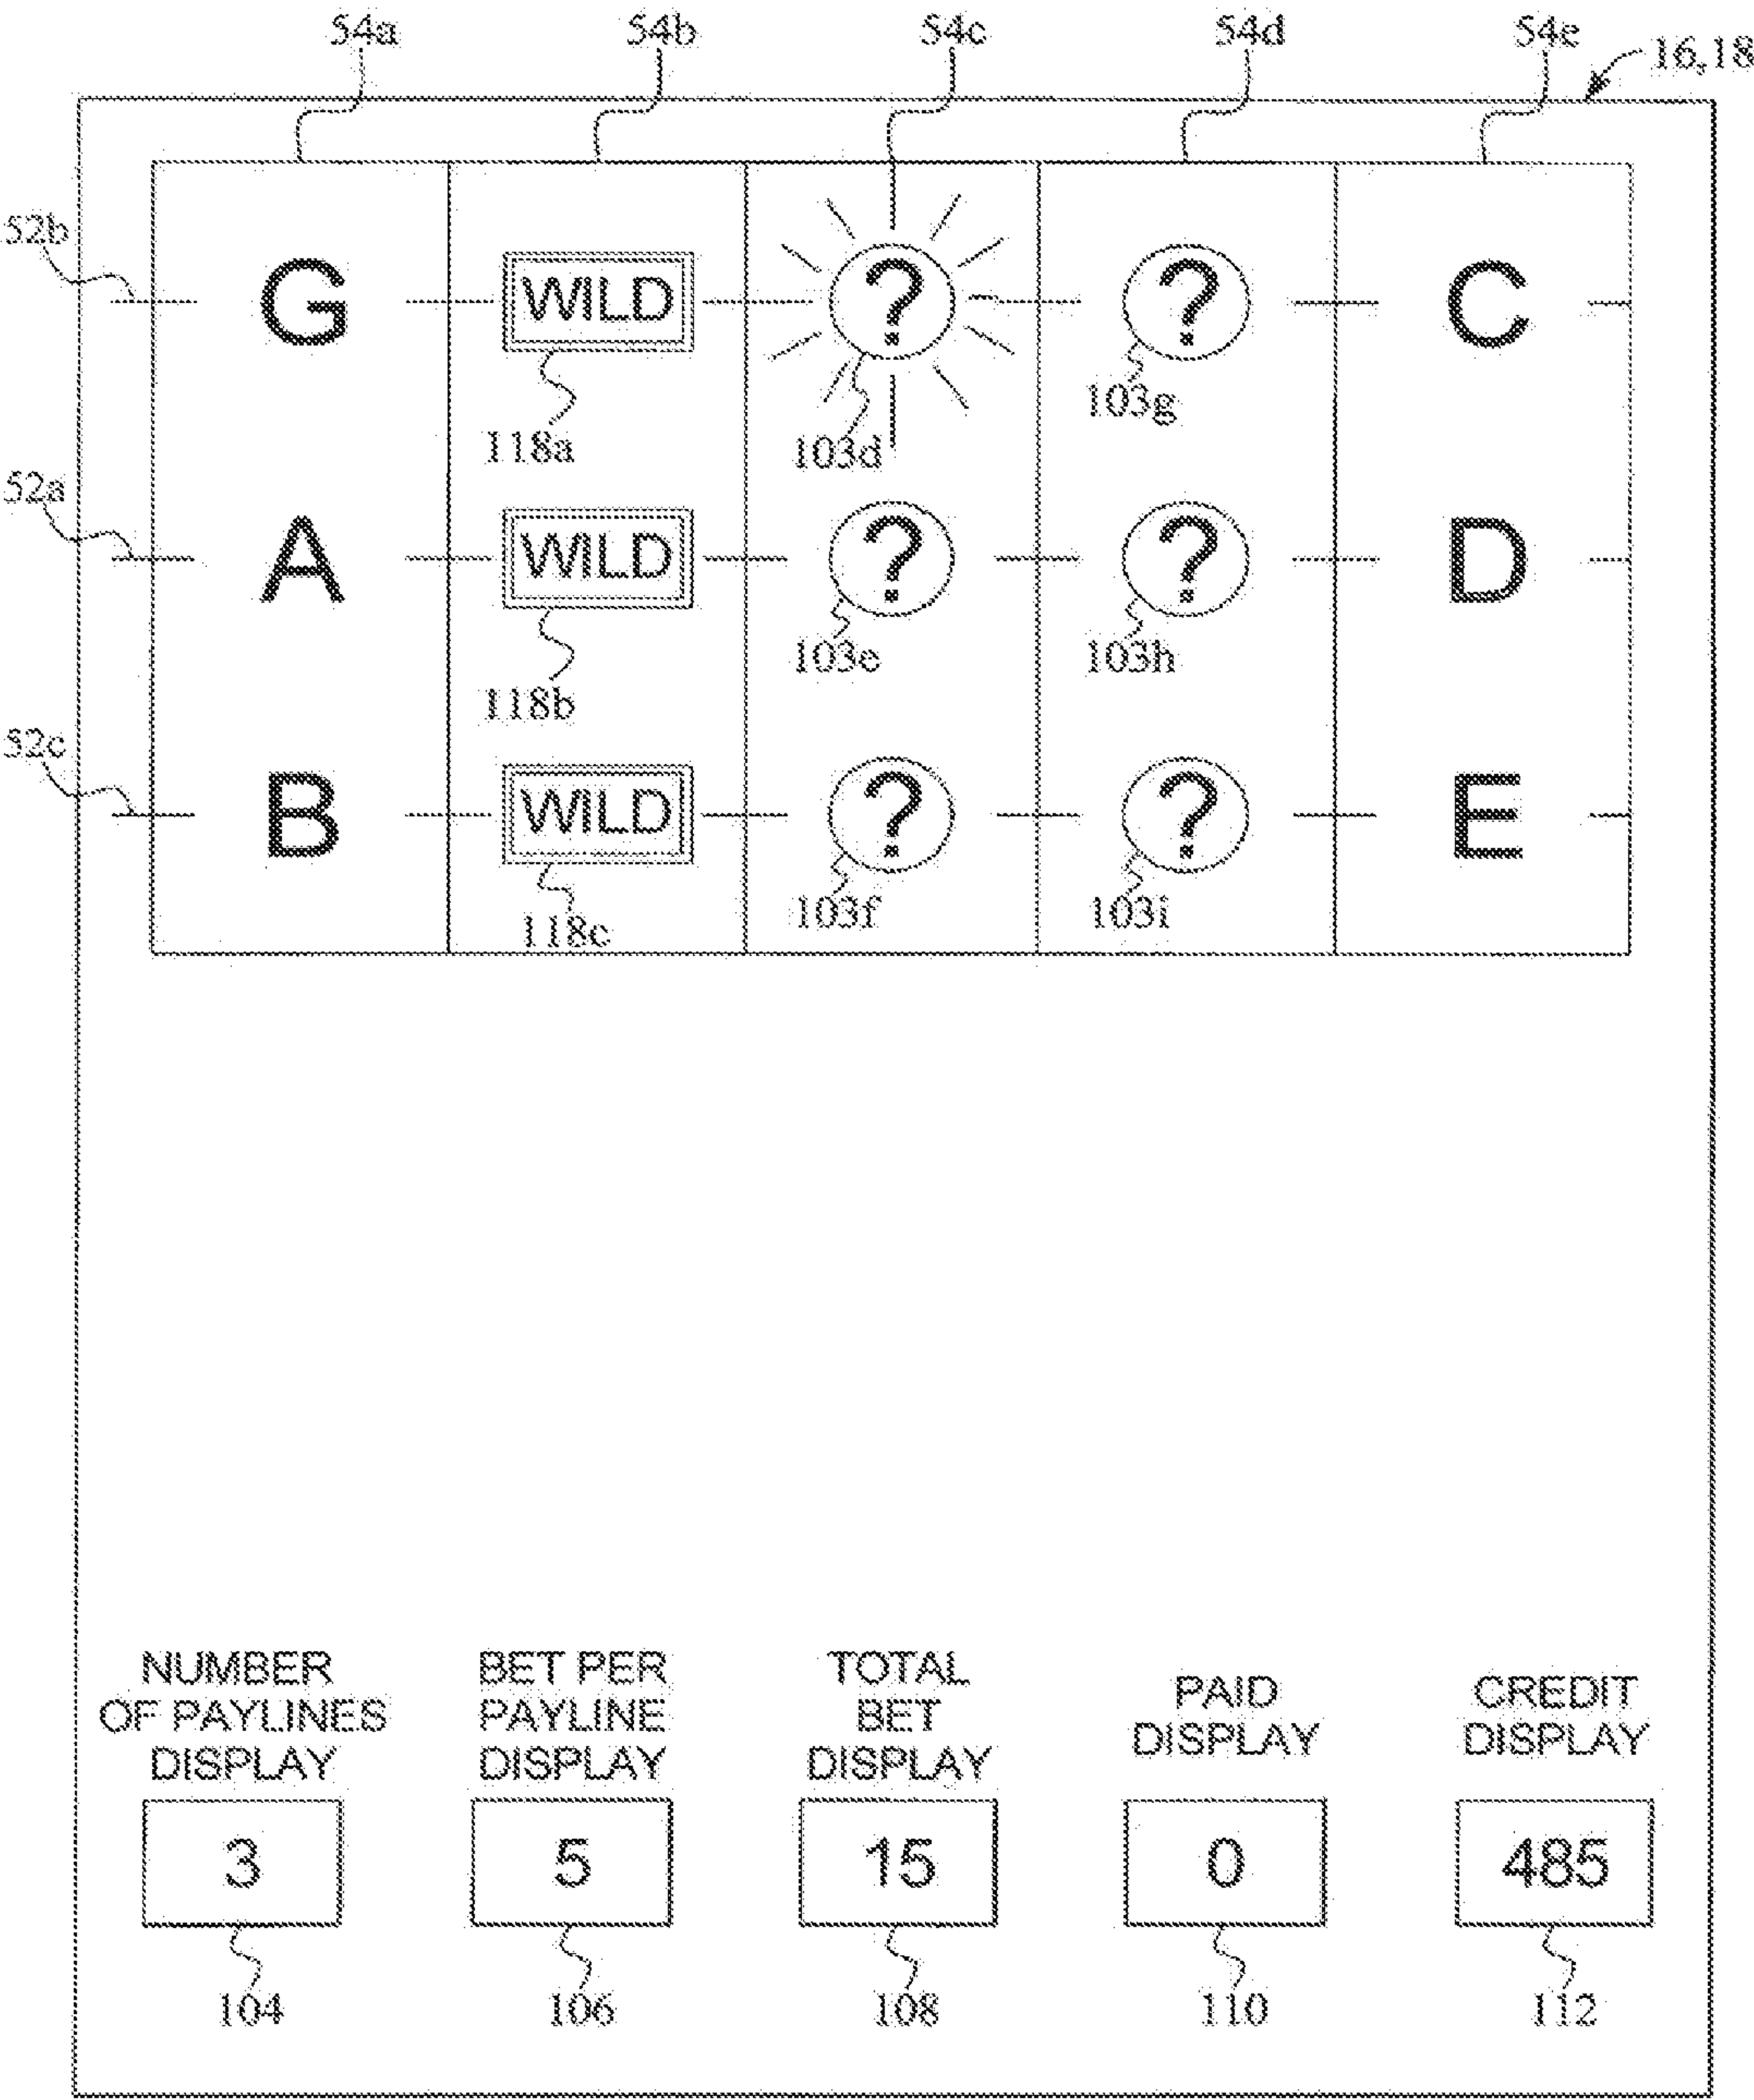 54a 54b 54c 54d 54e 16,18
52b G WILD ? ? C
118a 103d 103g
52a A WILD ? ? D
118b 103e 103h
52c B WILD ? ? E
118c 103f 103i
NUMBER OF PAYLINES DISPLAY
3
104
BET PER PAYLINE DISPLAY
5
106
TOTAL BET DISPLAY
15
108
PAID DISPLAY
0
110
CREDIT DISPLAY
485
112